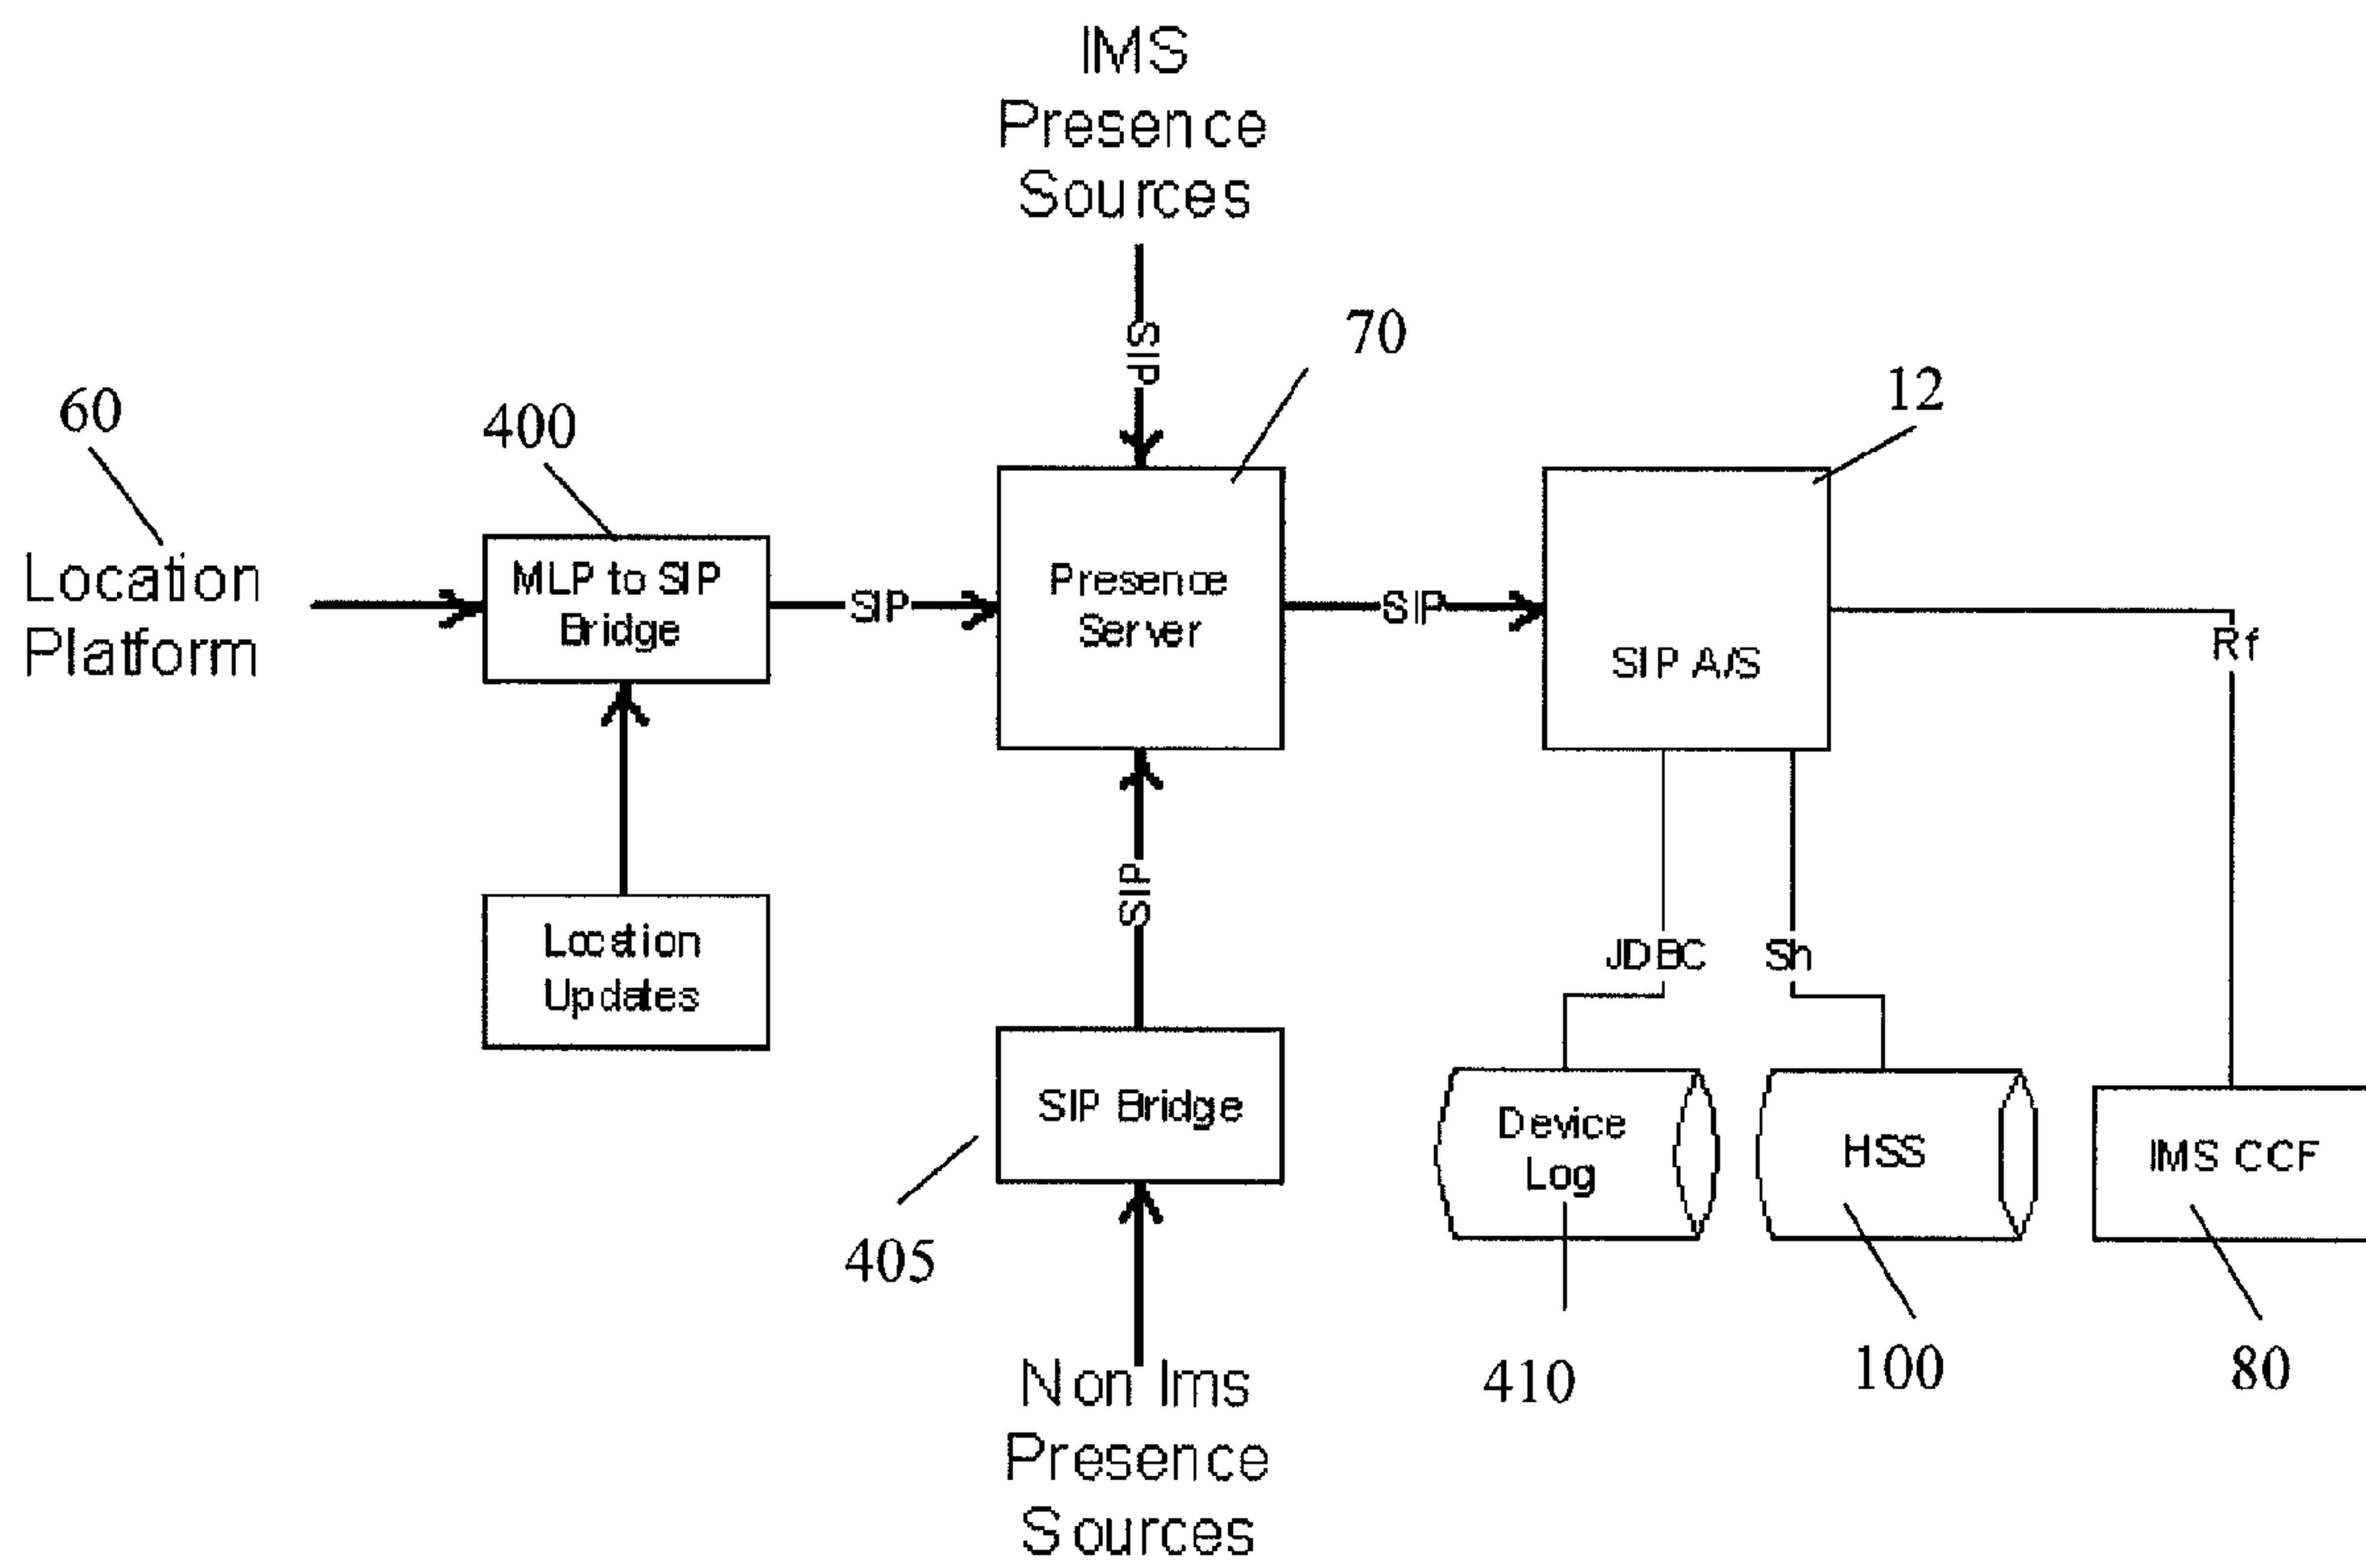 IMS
Presence
Sources
SIP
70
12
60
400
Location
Platform
MLP to SIP
Bridge
SIP
Presence
Server
SIP
SIP A/S
Rf
Location
Updates
SIP
JDBC
Sh
SIP Bridge
405
Device
Log
HSS
IMS CCF
410
100
80
Non Ims
Presence
Sources